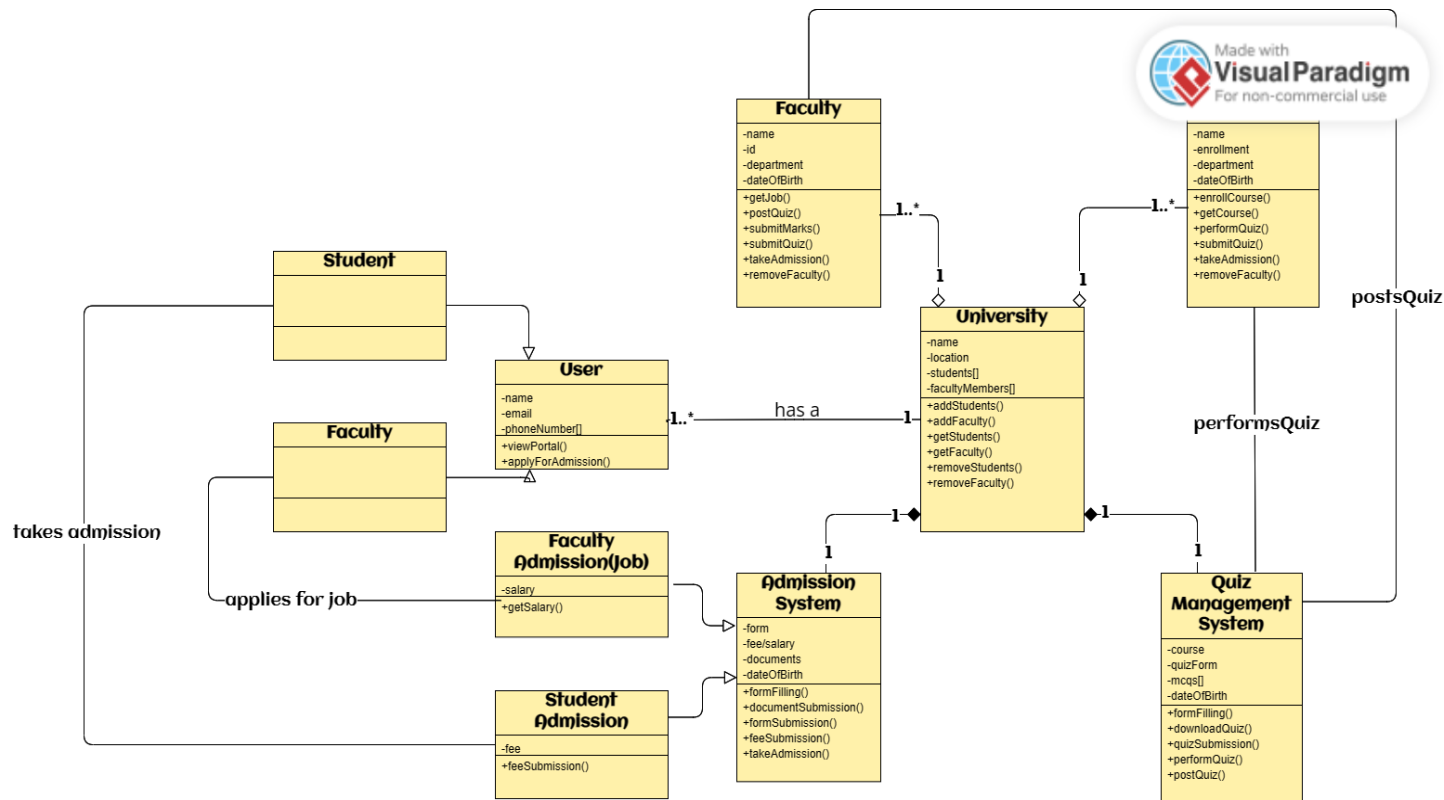 Made with
Visual Paradigm
For non-commercial use
Faculty
-name
-id
-department
-dateOfBirth
+getJob()
+postQuiz()
+submitMarks()
+submitQuiz()
+takeAdmission()
+removeFaculty()
-name
-enrollment
-department
-dateOfBirth
+enrollCourse()
+getCourse()
+performQuiz()
+submitQuiz()
+takeAdmission()
+removeFaculty()
1..*
1
1..*
1
postsQuiz
Student
University
-name
-location
-students[]
-facultyMembers[]
+addStudents()
+addFaculty()
+getStudents()
+getFaculty()
+removeStudents()
+removeFaculty()
User
-name
-email
-phoneNumber[]
+viewPortal()
+applyForAdmission()
1..*
has a
1
performsQuiz
Faculty
takes admission
applies for job
Faculty
Admission(Job)
-salary
+getSalary()
1
1
1
1
Admission
System
-form
-fee/salary
-documents
-dateOfBirth
+formFilling()
+documentSubmission()
+formSubmission()
+feeSubmission()
+takeAdmission()
Quiz
Management
System
-course
-quizForm
-mcqs[]
-dateOfBirth
+formFilling()
+downloadQuiz()
+quizSubmission()
+performQuiz()
+postQuiz()
Student
Admission
-fee
+feeSubmission()